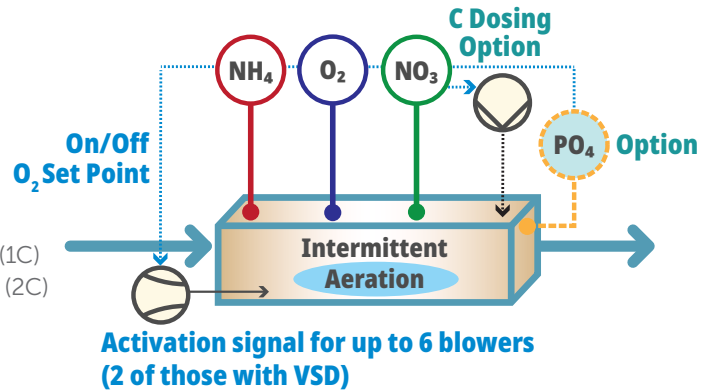 C Dosing
Option
NH₄
O₂
NO₃
On/Off
O₂ Set Point
PO₄
Option
(1C)
(2C)
Intermittent
Aeration
Activation signal for up to 6 blowers
(2 of those with VSD)